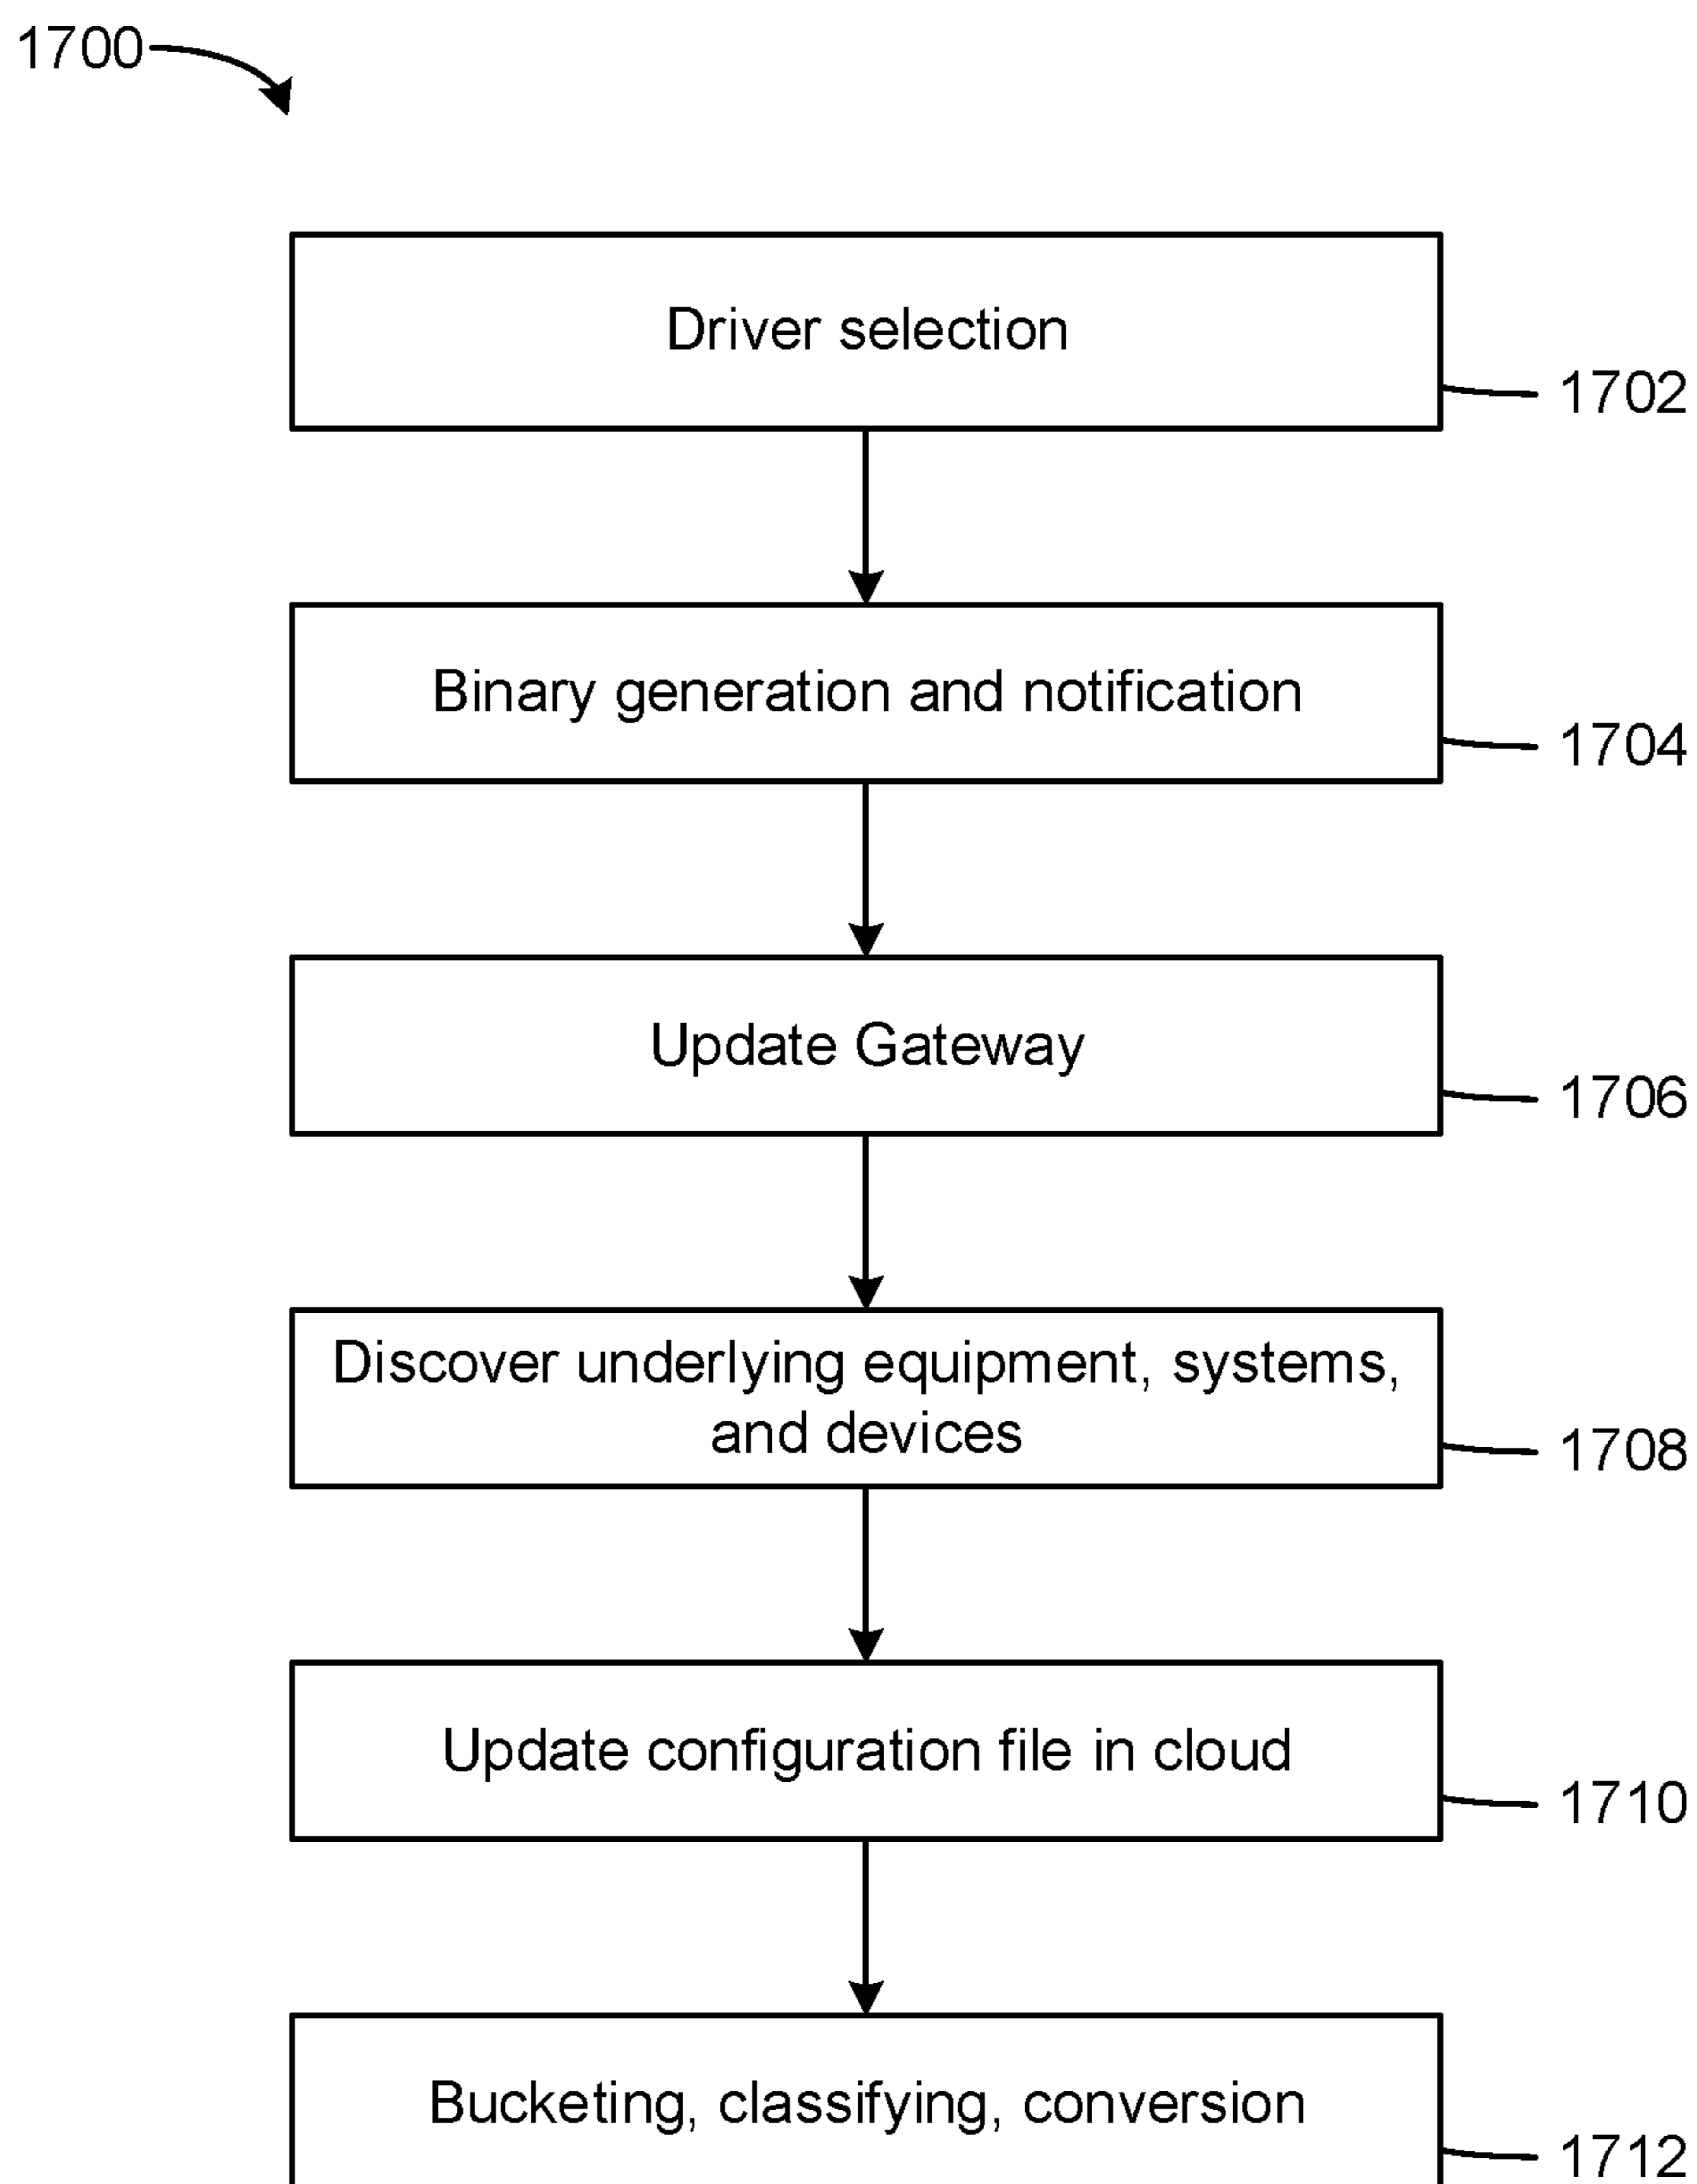 1700
Driver selection
1702
Binary generation and notification
1704
Update Gateway
1706
Discover underlying equipment, systems,
and devices
1708
Update configuration file in cloud
1710
Bucketing, classifying, conversion
1712